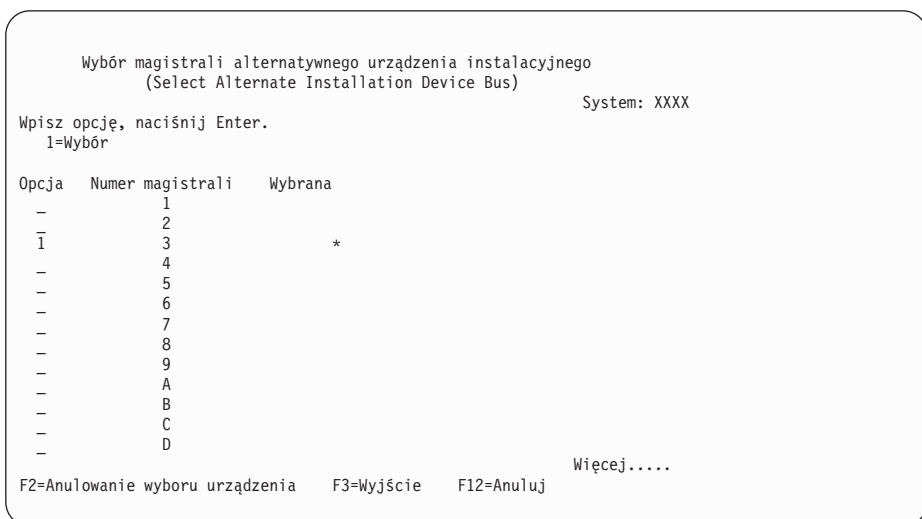 Wybór magistrali alternatywnego urządzenia instalacyjnego
(Select Alternate Installation Device Bus)
System: XXXX
Wpisz opcję, naciśnij Enter.
1=Wybór
Opcja Numer magistrali Wybrana
_ 1
_ 2
1 3 *
_ 4
_ 5
_ 6
_ 7
_ 8
_ 9
_ A
_ B
_ C
_ D
Więcej.....
F2=Anulowanie wyboru urządzenia F3=Wyjście F12=Anuluj